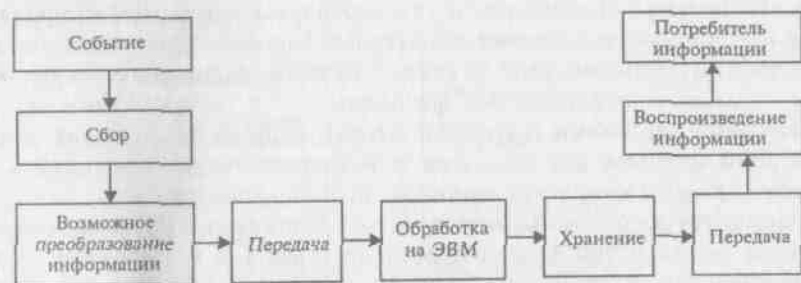 Событие
Сбор
Возможное
преобразование
информации
Передача
Обработка
на ЭВМ
Хранение
Передача
Воспроизведение
информации
Потребитель
информации